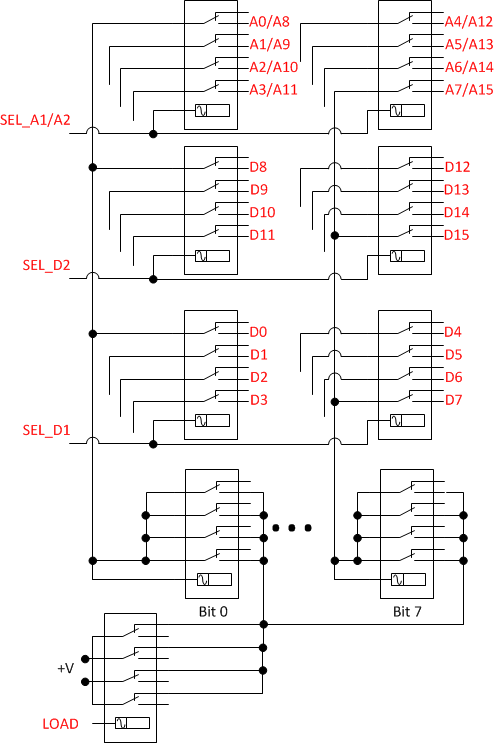 A0/A8
A4/A12
A1/A9
A5/A13
A2/A10
A6/A14
A3/A11
A7/A15
SEL_A1/A2
D8
D12
D9
D13
D10
D14
D11
D15
SEL_D2
D0
D4
D1
D5
D2
D6
D3
D7
SEL_D1
Bit 0
Bit 7
+V
LOAD